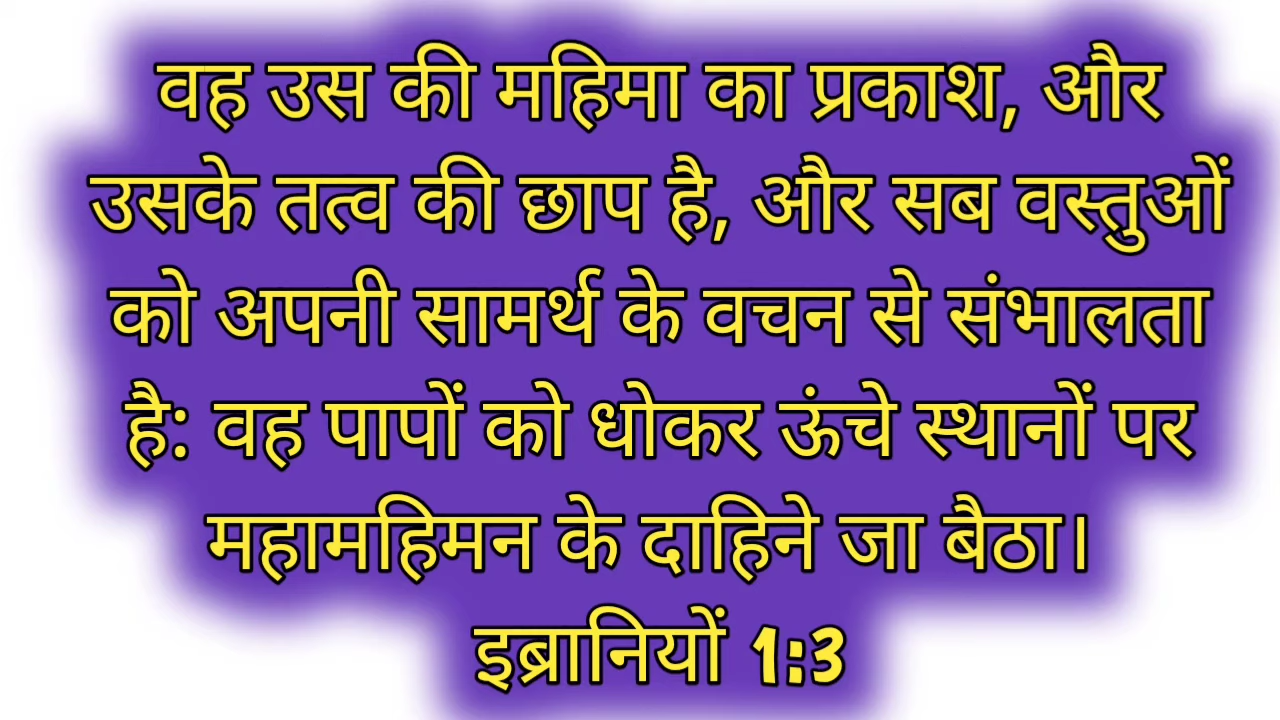 वह उस की महिमा का प्रकाश, और
उसके तत्व की छाप है, और सब वस्तुओं
को अपनी सामर्थ के वचन से संभालता
है: वह पापों को धोकर ऊंचे स्थानों पर
महामहिमन के दाहिने जा बैठा।
इब्रानियों 1:3